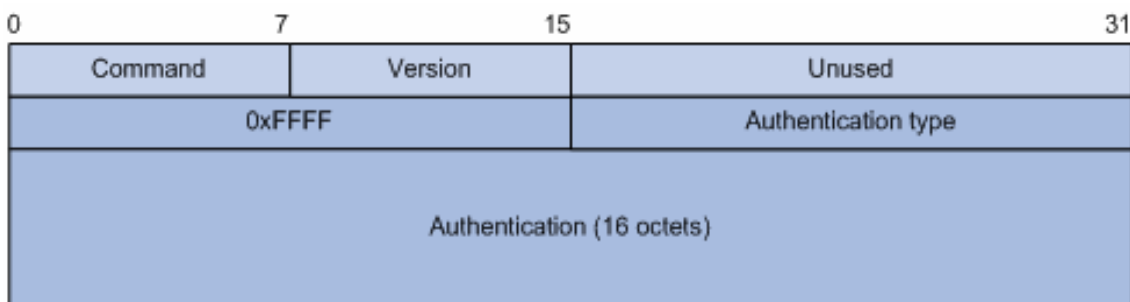 0 7 15 31
Command Version Unused
0xFFFF Authentication type
Authentication (16 octets)